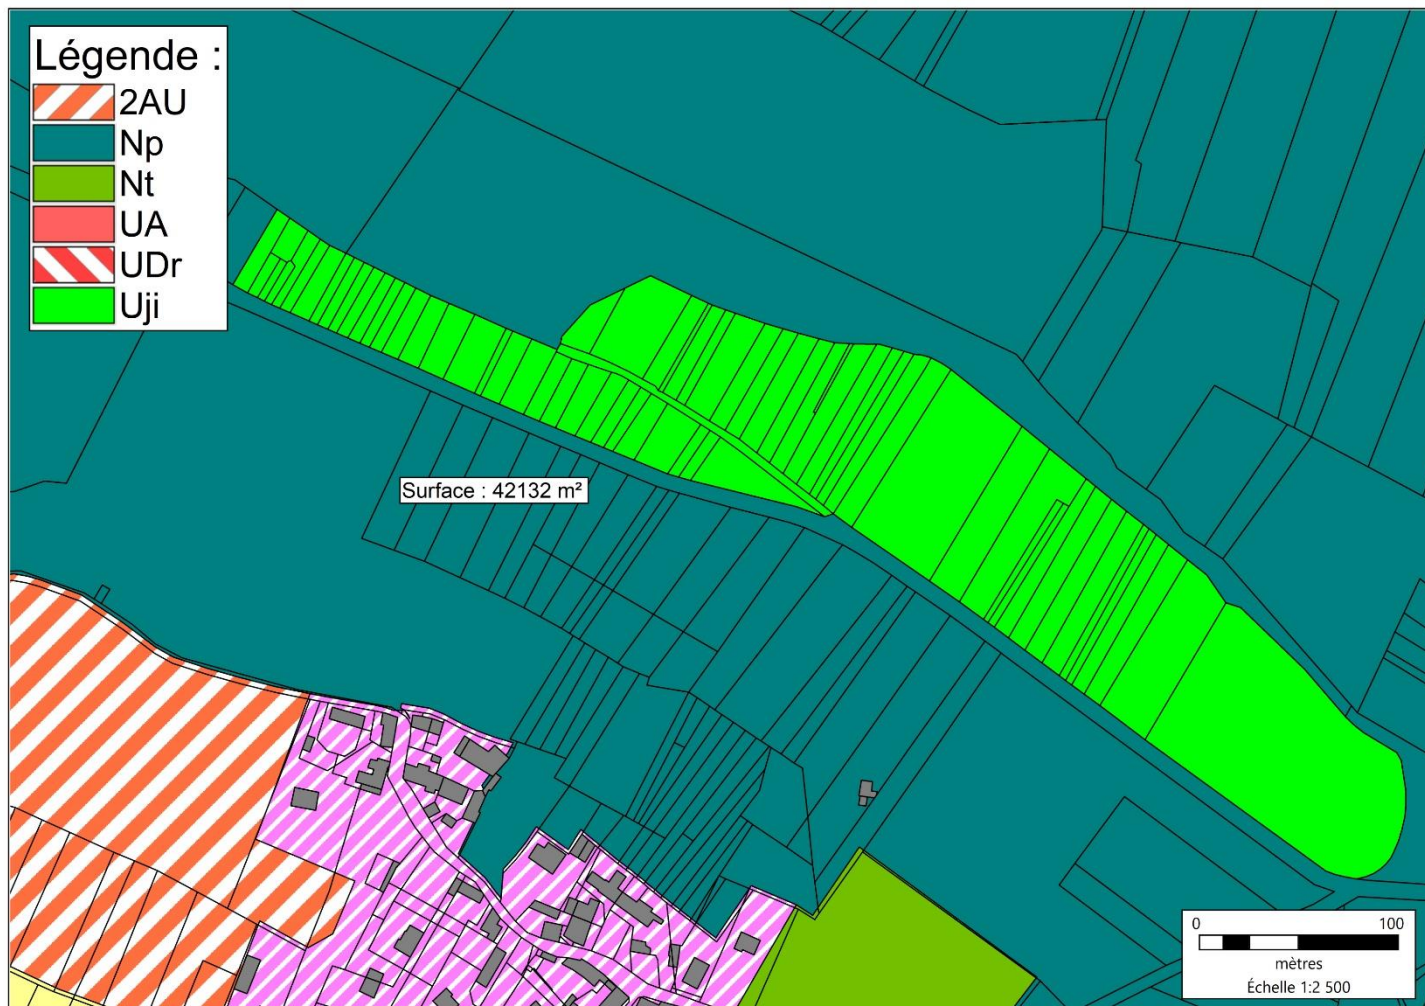 Légende :
2AU
Np
Nt
UA
UDr
Uji
Surface : 42132 m²
0 100
mètres
Échelle 1:2 500